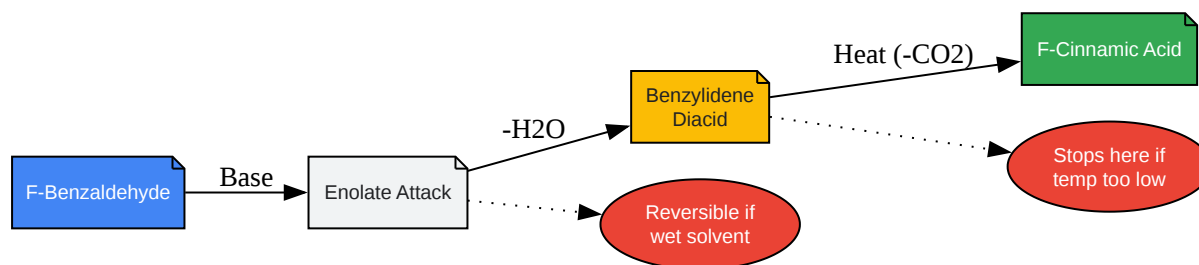 F-Benzaldehyde
Base
Enolate Attack
-H2O
Reversible if
wet solvent
Benzylidene
Diacid
Heat (-CO2)
F-Cinnamic Acid
Stops here if
temp too low